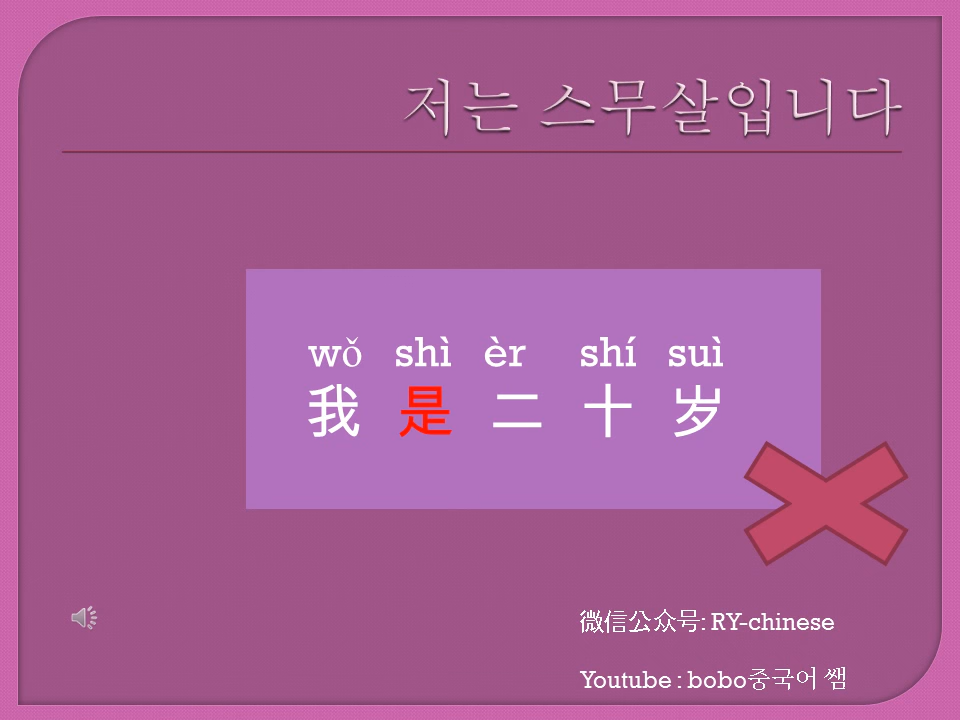 저는 스무살입니다
wǒ shì èr shí suì
我 是 二 十 岁
微信公众号: RY-chinese
Youtube : bobo중국어 쌤